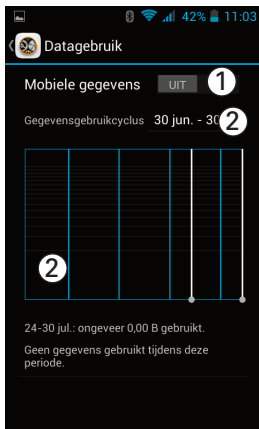 42% 11:03
Datagebruik
Mobiele gegevens UIT 1
Gegevensgebruikcyclus 30 jun. - 30 2
2
24-30 jul.: ongeveer 0,00 B gebruikt.
Geen gegevens gebruikt tijdens deze
periode.